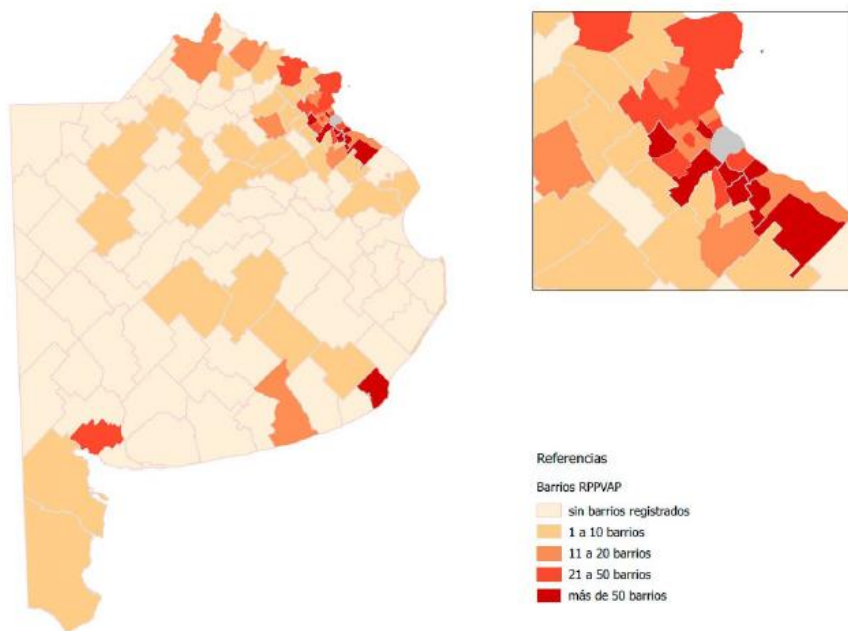 Referencias
Barrios RPPVAP
sin barrios registrados
1 a 10 barrios
11 a 20 barrios
21 a 50 barrios
más de 50 barrios